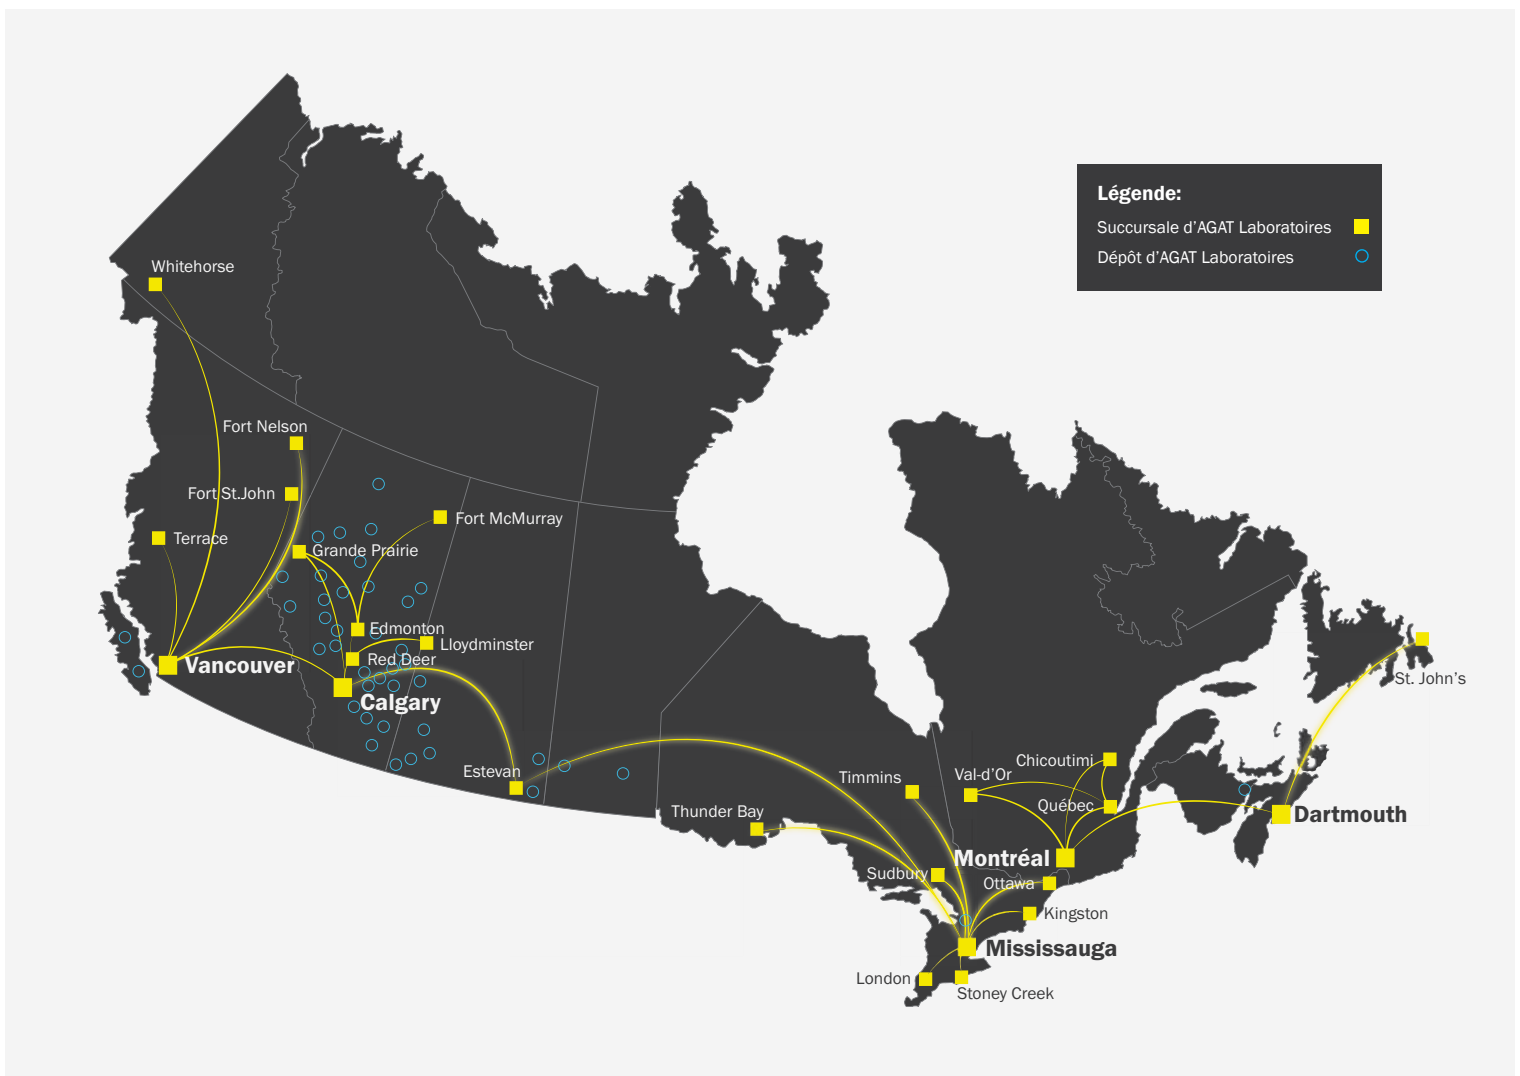 Légende:
Succursale d'AGAT Laboratoires
Dépôt d'AGAT Laboratoires
Whitehorse
Fort Nelson
Fort St.John
Fort McMurray
Terrace
Grande Prairie
Edmonton
Lloydminster
Vancouver
Red Deer
Calgary
St. John's
Estevan
Chicoutimi
Timmins
Val-d'Or
Thunder Bay
Québec
Dartmouth
Montréal
Sudbury
Ottawa
Kingston
Mississauga
London
Stoney Creek